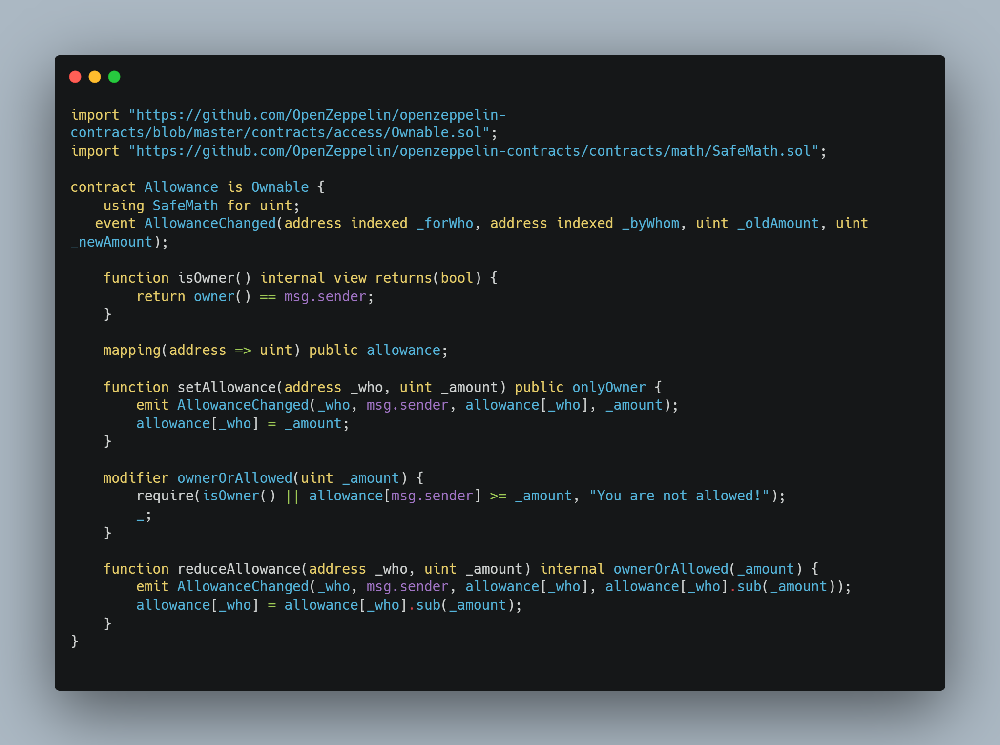 import "https://github.com/OpenZeppelin/openzeppelin-
contracts/blob/master/contracts/access/Ownable.sol";
import "https://github.com/OpenZeppelin/openzeppelin-contracts/contracts/math/SafeMath.sol";

contract Allowance is Ownable {
    using SafeMath for uint;
   event AllowanceChanged(address indexed _forWho, address indexed _byWhom, uint _oldAmount, uint
_newAmount);

    function isOwner() internal view returns(bool) {
        return owner() == msg.sender;
    }

    mapping(address => uint) public allowance;

    function setAllowance(address _who, uint _amount) public onlyOwner {
        emit AllowanceChanged(_who, msg.sender, allowance[_who], _amount);
        allowance[_who] = _amount;
    }

    modifier ownerOrAllowed(uint _amount) {
        require(isOwner() || allowance[msg.sender] >= _amount, "You are not allowed!");
        _;
    }

    function reduceAllowance(address _who, uint _amount) internal ownerOrAllowed(_amount) {
        emit AllowanceChanged(_who, msg.sender, allowance[_who], allowance[_who].sub(_amount));
        allowance[_who] = allowance[_who].sub(_amount);
    }
}